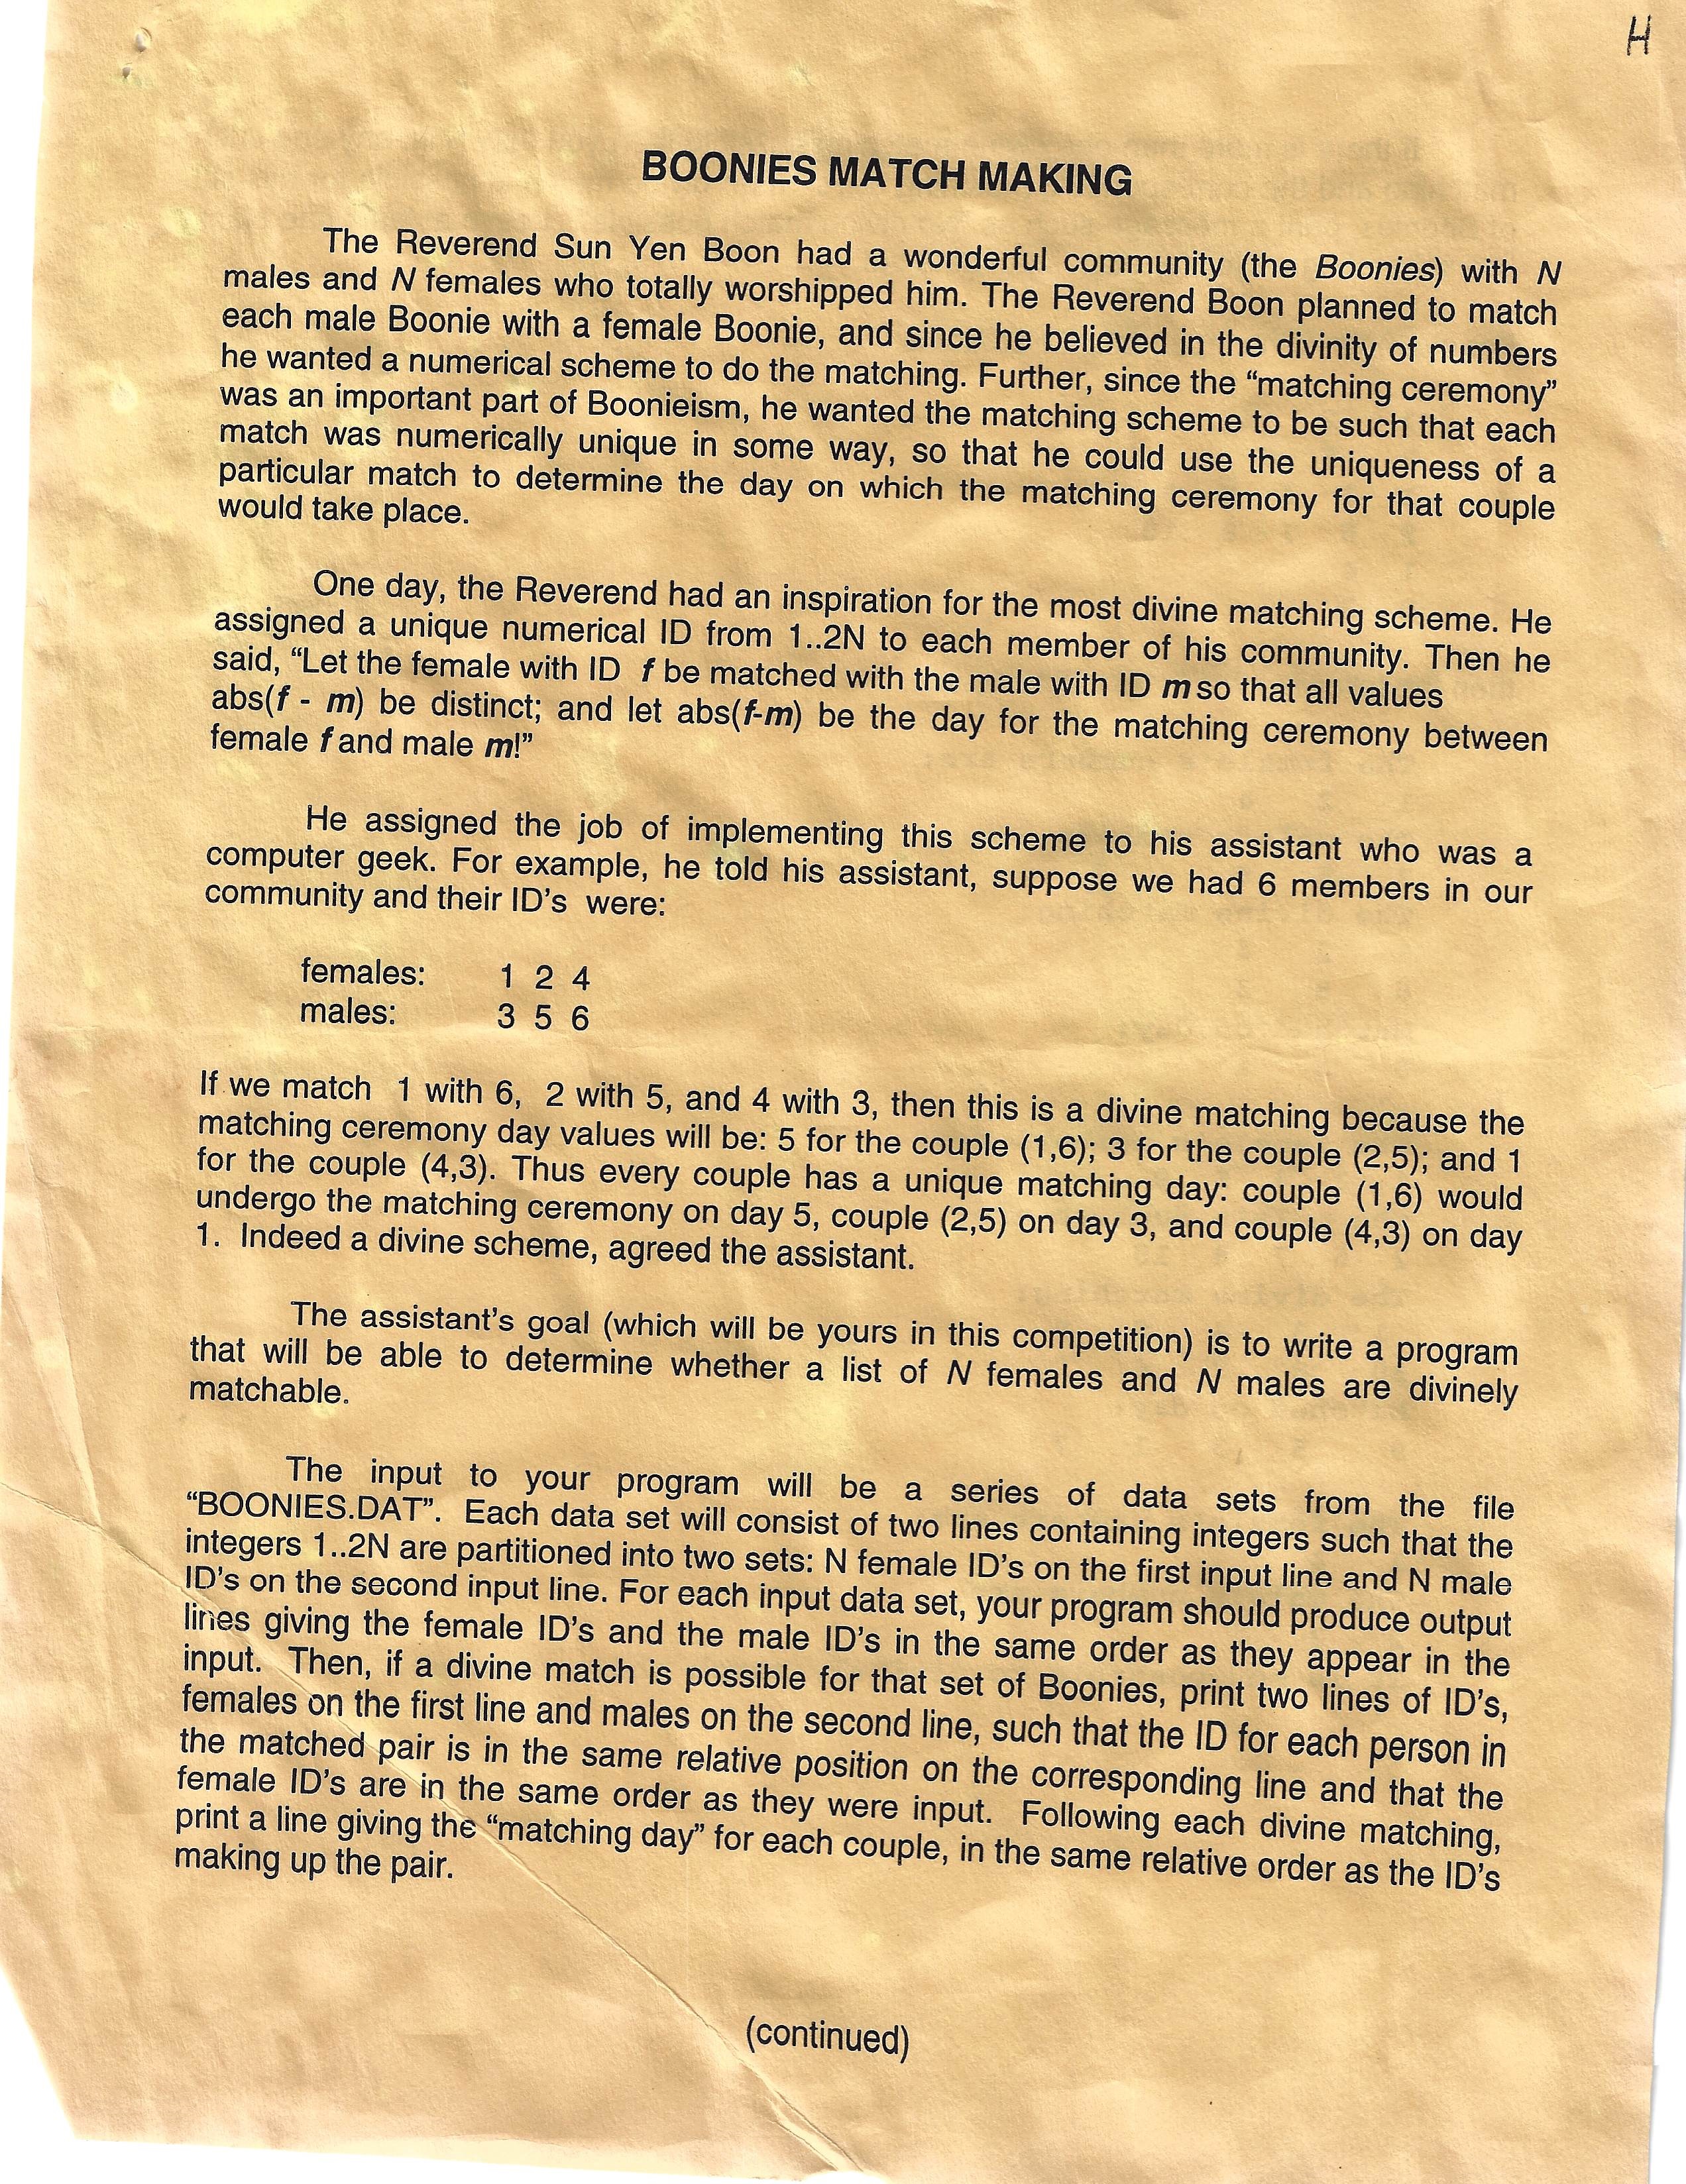 H
BOONIES MATCH MAKING
The Reverend Sun Yen Boon had a wonderful community (the Boonies) with N
males and N females who totally worshipped him. The Reverend Boon planned to match
each male Boonie with a female Boonie, and since he believed in the divinity of numbers
he wanted a numerical scheme to do the matching. Further, since the “matching ceremony”
was an important part of Boonieism, he wanted the matching scheme to be such that each
match was numerically unique in some way, so that he could use the uniqueness of a
particular match to determine the day on which the matching ceremony for that couple
would take place.
One day, the Reverend had an inspiration for the most divine matching scheme. He
assigned a unique numerical ID from 1..2N to each member of his community. Then he
said, “Let the female with ID f be matched with the male with ID m so that all values
abs(f - m) be distinct; and let abs(f-m) be the day for the matching ceremony between
female f and male m!”
He assigned the job of implementing this scheme to his assistant who was a
computer geek. For example, he told his assistant, suppose we had 6 members in our
community and their ID's were:
females: 1 2 4
males: 3 5 6
If we match 1 with 6, 2 with 5, and 4 with 3, then this is a divine matching because the
matching ceremony day values will be: 5 for the couple (1,6); 3 for the couple (2,5); and 1
for the couple (4,3). Thus every couple has a unique matching day: couple (1,6) would
undergo the matching ceremony on day 5, couple (2,5) on day 3, and couple (4,3) on day
1. Indeed a divine scheme, agreed the assistant.
The assistant's goal (which will be yours in this competition) is to write a program
that will be able to determine whether a list of N females and N males are divinely
matchable.
The input to your program will be a series of data sets from the file
“BOONIES.DAT”. Each data set will consist of two lines containing integers such that the
integers 1..2N are partitioned into two sets: N female ID's on the first input line and N male
ID's on the second input line. For each input data set, your program should produce output
lines giving the female ID's and the male ID's in the same order as they appear in the
input. Then, if a divine match is possible for that set of Boonies, print two lines of ID's,
females on the first line and males on the second line, such that the ID for each person in
the matched pair is in the same relative position on the corresponding line and that the
female ID's are in the same order as they were input. Following each divine matching,
print a line giving the “matching day” for each couple, in the same relative order as the ID's
making up the pair.
(continued)